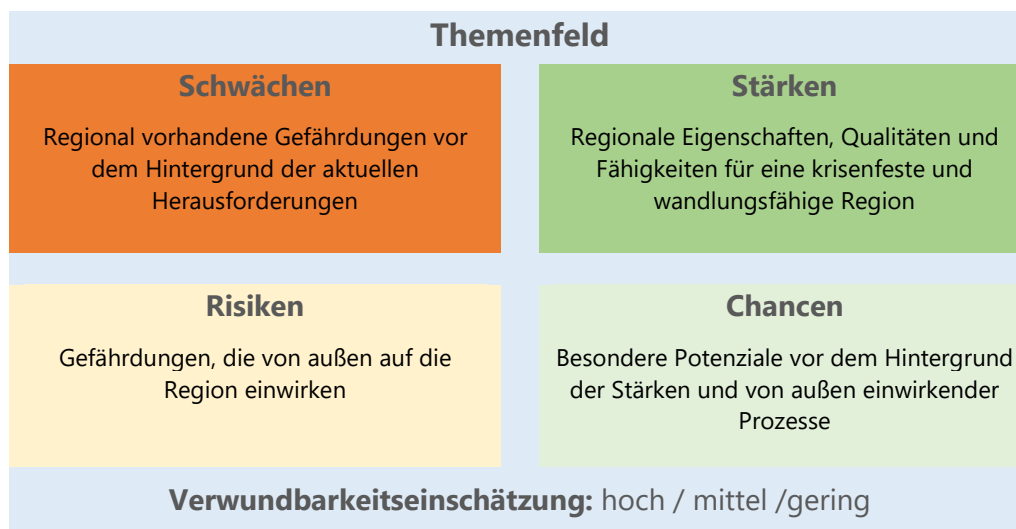 Themenfeld
Schwächen
Regional vorhandene Gefährdungen vor
dem Hintergrund der aktuellen
Herausforderungen
Stärken
Regionale Eigenschaften, Qualitäten und
Fähigkeiten für eine krisenfeste und
wandlungsfähige Region
Risiken
Gefährdungen, die von außen auf die
Region einwirken
Chancen
Besondere Potenziale vor dem Hintergrund
der Stärken und von außen einwirkender
Prozesse
Verwundbarkeitseinschätzung: hoch / mittel /gering